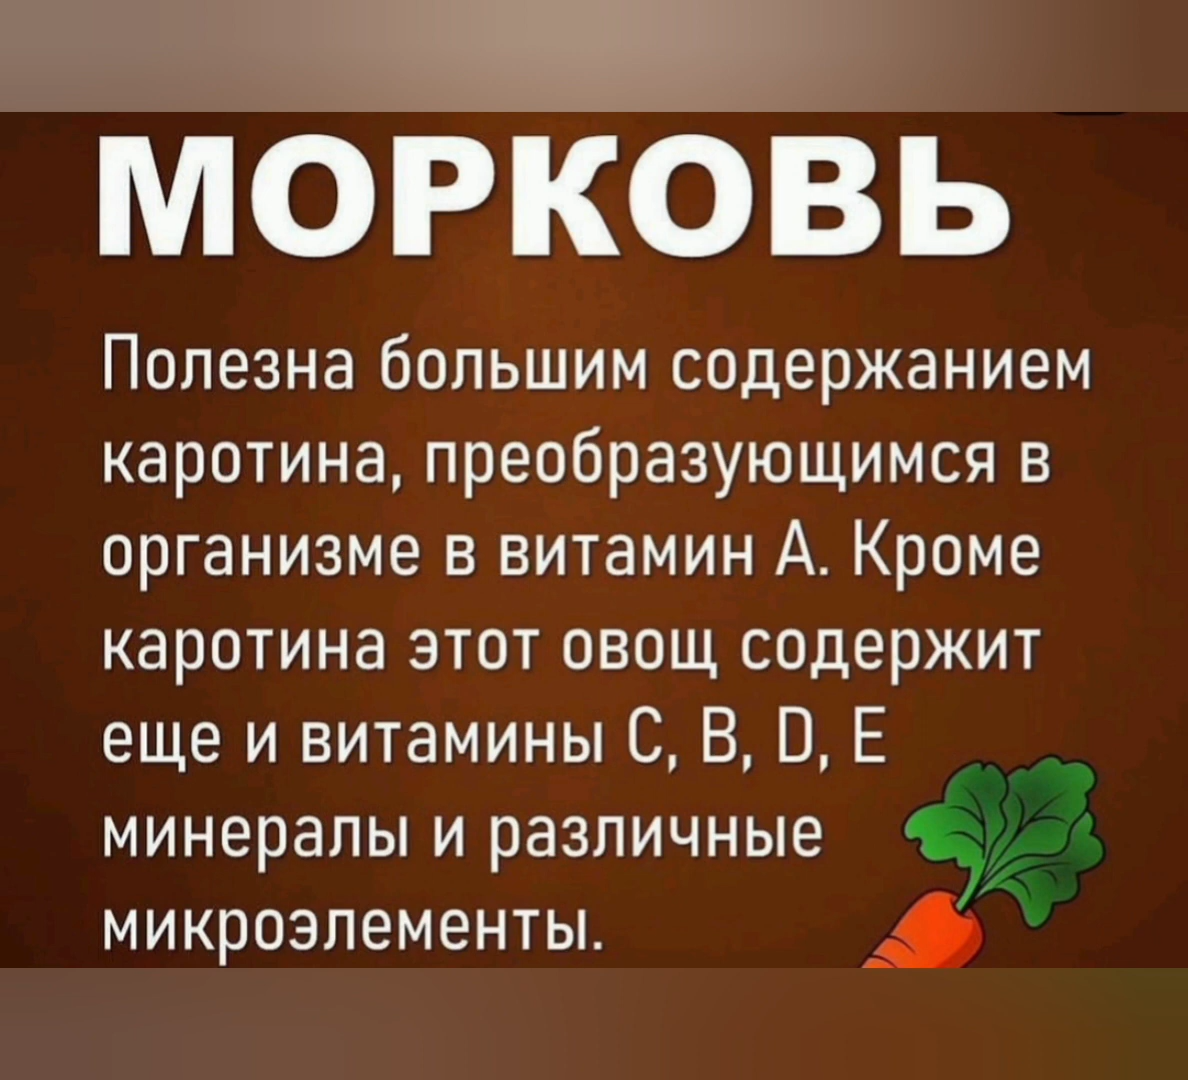 МОРКОВЬ
Полезна большим содержанием
каротина, преобразующимся в
организме в витамин А. Кроме
каротина этот овощ содержит
еще и витамины С, В, D, Е
минералы и различные
микроэлементы.